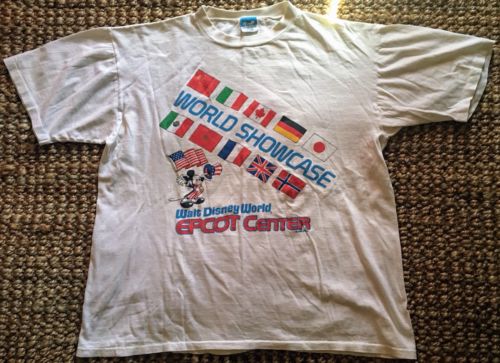 WORLD SHOWCASE
Walt Disney World
EPCOT CENTER